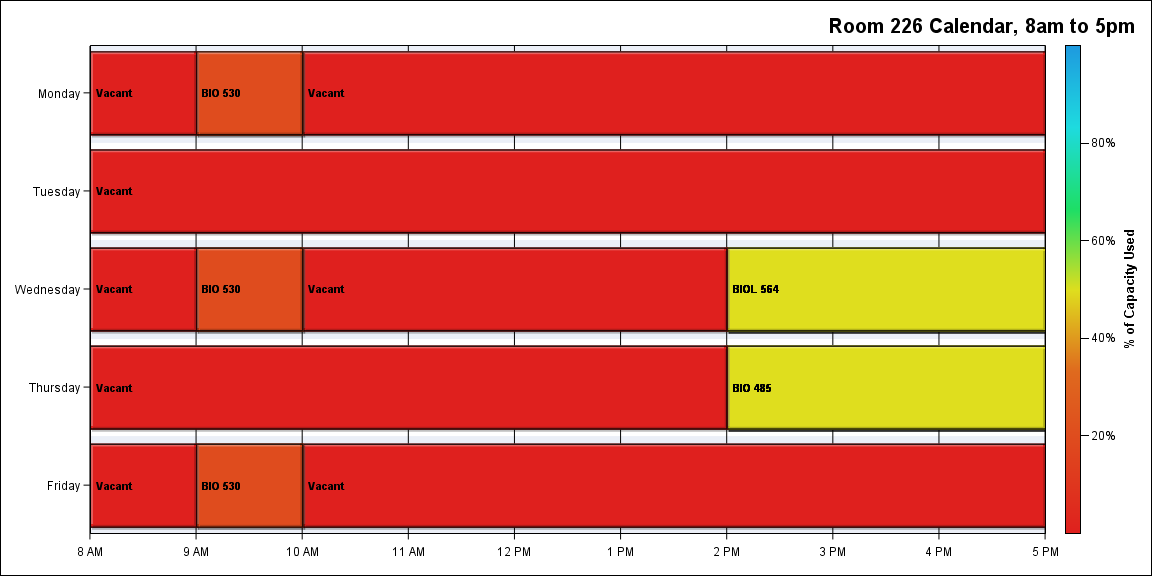 Room 226 Calendar, 8am to 5pm
Monday
Vacant
BIO 530
Vacant
Tuesday
Vacant
Wednesday
Vacant
BIO 530
Vacant
BIOL 564
Thursday
Vacant
BIO 485
Friday
Vacant
BIO 530
Vacant
8 AM
9 AM
10 AM
11 AM
12 PM
1 PM
2 PM
3 PM
4 PM
5 PM
80%
60%
40%
20%
% of Capacity Used